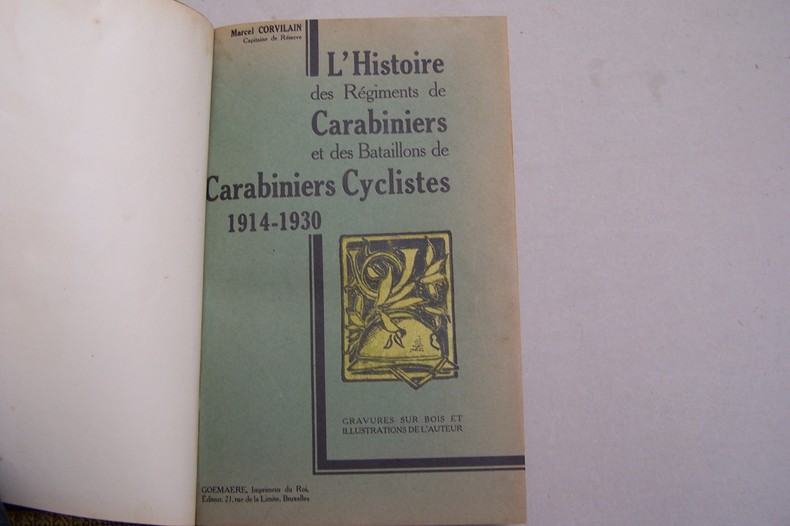 Marcel CORVILAIN
Capitaine de Réserve
L'Histoire
des Régiments de
Carabiniers
et des Bataillons de
Carabiniers Cyclistes
1914-1930
GRAVURES SUR BOIS ET
ILLUSTRATIONS DE L'AUTEUR
GOEMAERE, Imprimeur du Roi,
Éditeur. 21, rue de la Limite, Bruxelles